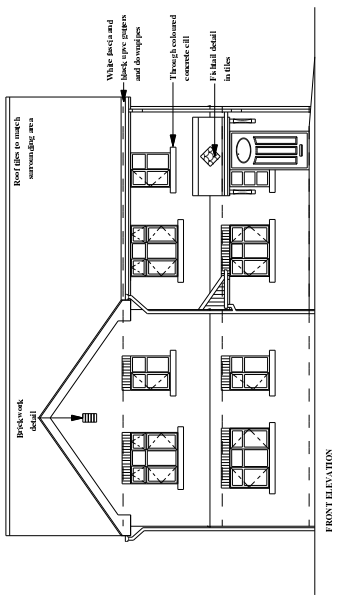 White fascia and
black upvc gutters
and downpipes
Through coloured
concrete cill
Fishtail detail
in tiles
Roof tiles to match
surrounding area
Brickwork
detail
FRONT ELEVATION